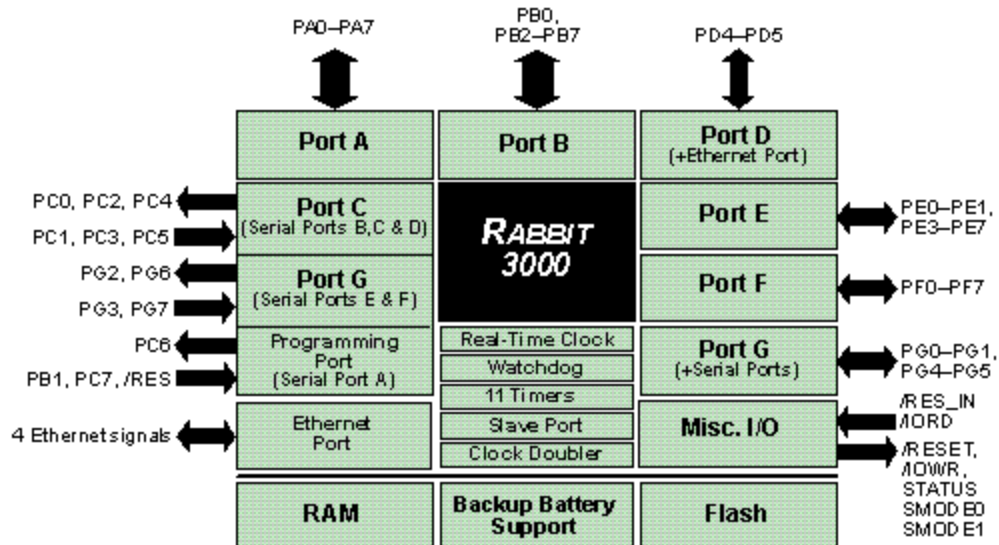 PA0–PA7
PB0,
PB2–PB7
PD4–PD5
Port A
Port B
Port D
(+Ethernet Port)
PC0, PC2, PC4
PC1, PC3, PC5
Port C
(Serial Ports B,C & D)
RABBIT
3000
Port E
PE0–PE1,
PE3–PE7
PG2, PG6
PG3, PG7
Port G
(Serial Ports E & F)
Port F
PF0–PF7
PC6
PB1, PC7, /RES
Programming
Port
(Serial Port A)
Real-Time Clock
Watchdog
11 Timers
Slave Port
Clock Doubler
Port G
(+Serial Ports)
PG0–PG1,
PG4–PG5
4 Ethernet signals
Ethernet
Port
Misc. I/O
/RES_IN
/IORD
/RESET,
/IOWR,
STATUS
SMODE0
SMODE1
RAM
Backup Battery
Support
Flash